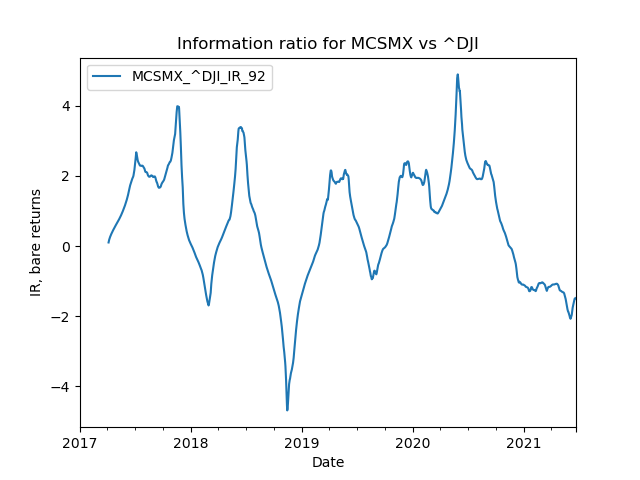 Information ratio for MCSMX vs ^DJI
MCSMX_^DJI_IR_92
4
2
0
−2
−4
IR, bare returns
2017 2018 2019 2020 2021
Date